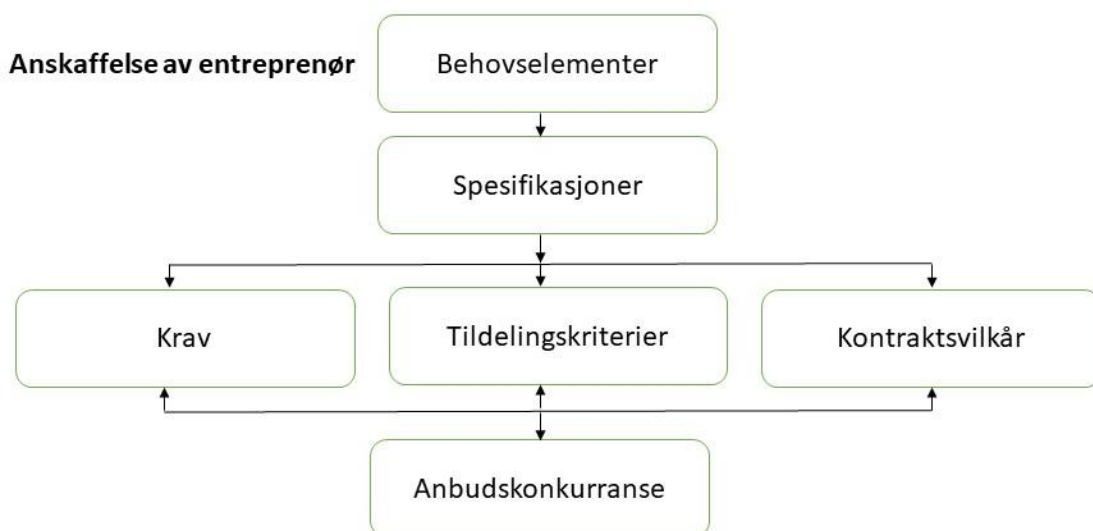 Anskaffelse av entreprenør
Behovselementer
Spesifikasjoner
Krav
Tildelingskriterier
Kontraktsvilkår
Anbudskonkurranse